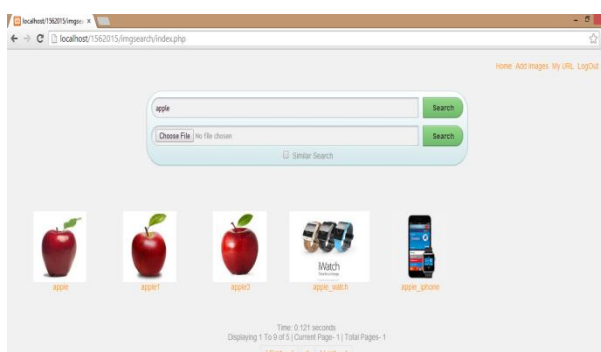 localhost/1562015/imgsea ×
localhost/1562015/imgsearch/index.php
Home Add Images My URL LogOut
apple Search
Choose File No file chosen Search
Similar Search
iWatch
apple apple1 apple3 apple_watch apple_iphone
Time: 0.121 seconds
Displaying 1 To 9 of 5 | Current Page- 1 | Total Pages- 1